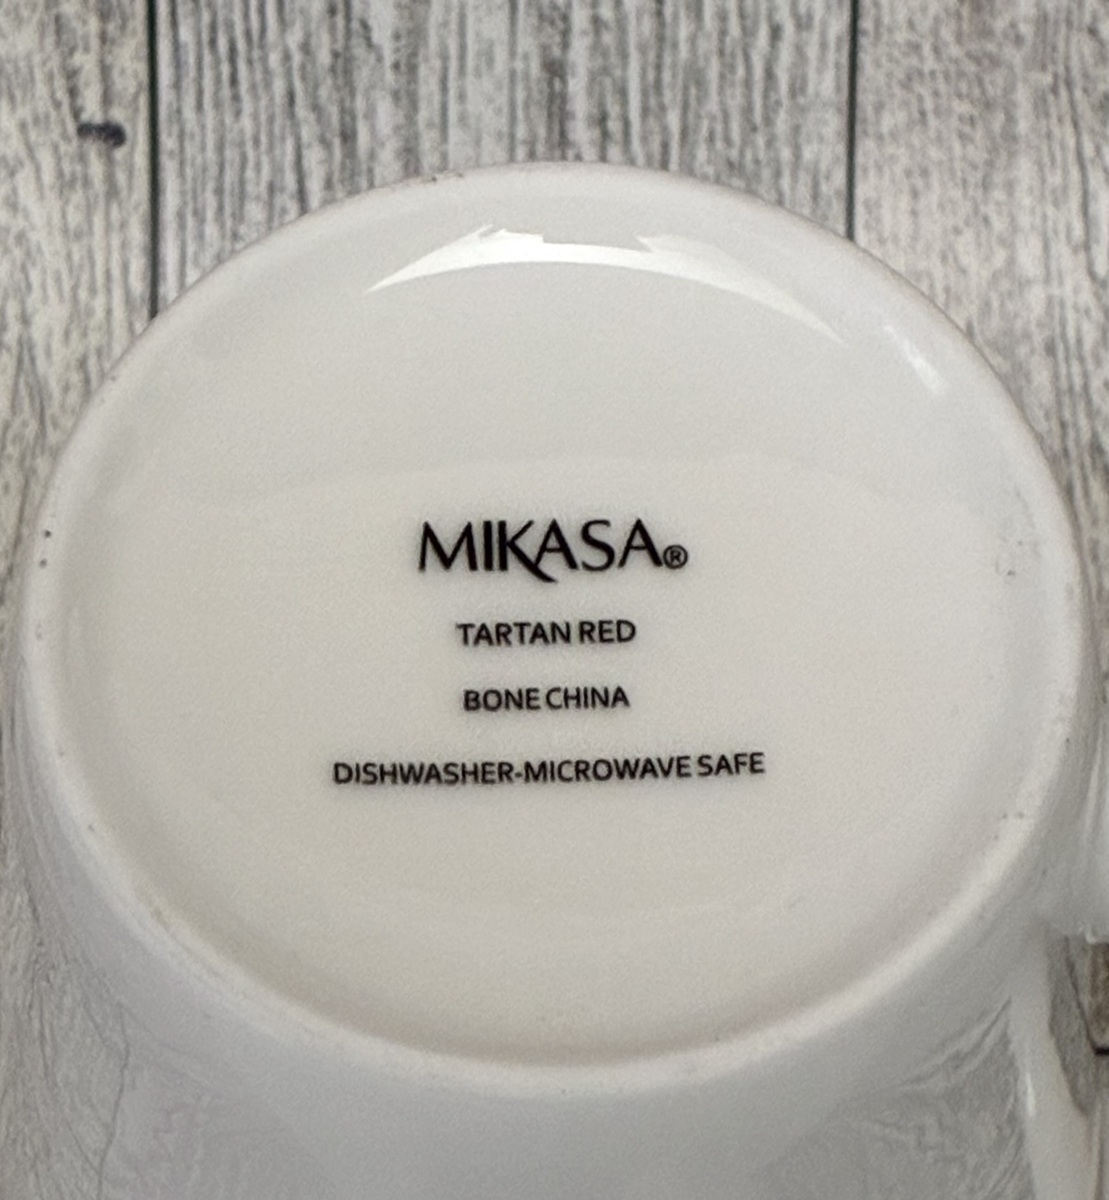 MIKASA®
TARTAN RED
BONE CHINA
DISHWASHER-MICROWAVE SAFE